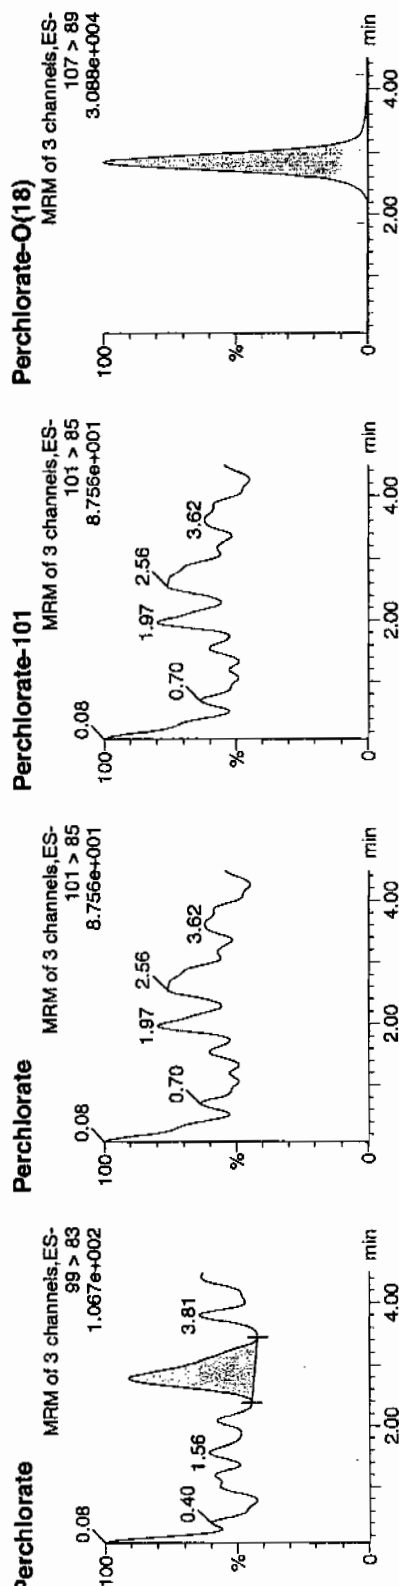 Perchlorate
MRM of 3 channels,ES-
99 > 83
1.067e+002
100
%
0
0.08
0.40
1.56
3.81
2.00
4.00
min
Perchlorate
MRM of 3 channels,ES-
101 > 85
8.756e+001
100
%
0
0.08
0.70
1.97
2.56
3.62
2.00
4.00
min
Perchlorate-101
MRM of 3 channels,ES-
101 > 85
8.756e+001
100
%
0
0.08
0.70
1.97
2.56
3.62
2.00
4.00
min
Perchlorate-O(18)
MRM of 3 channels,ES-
107 > 89
3.088e+004
100
%
0
2.00
4.00
min